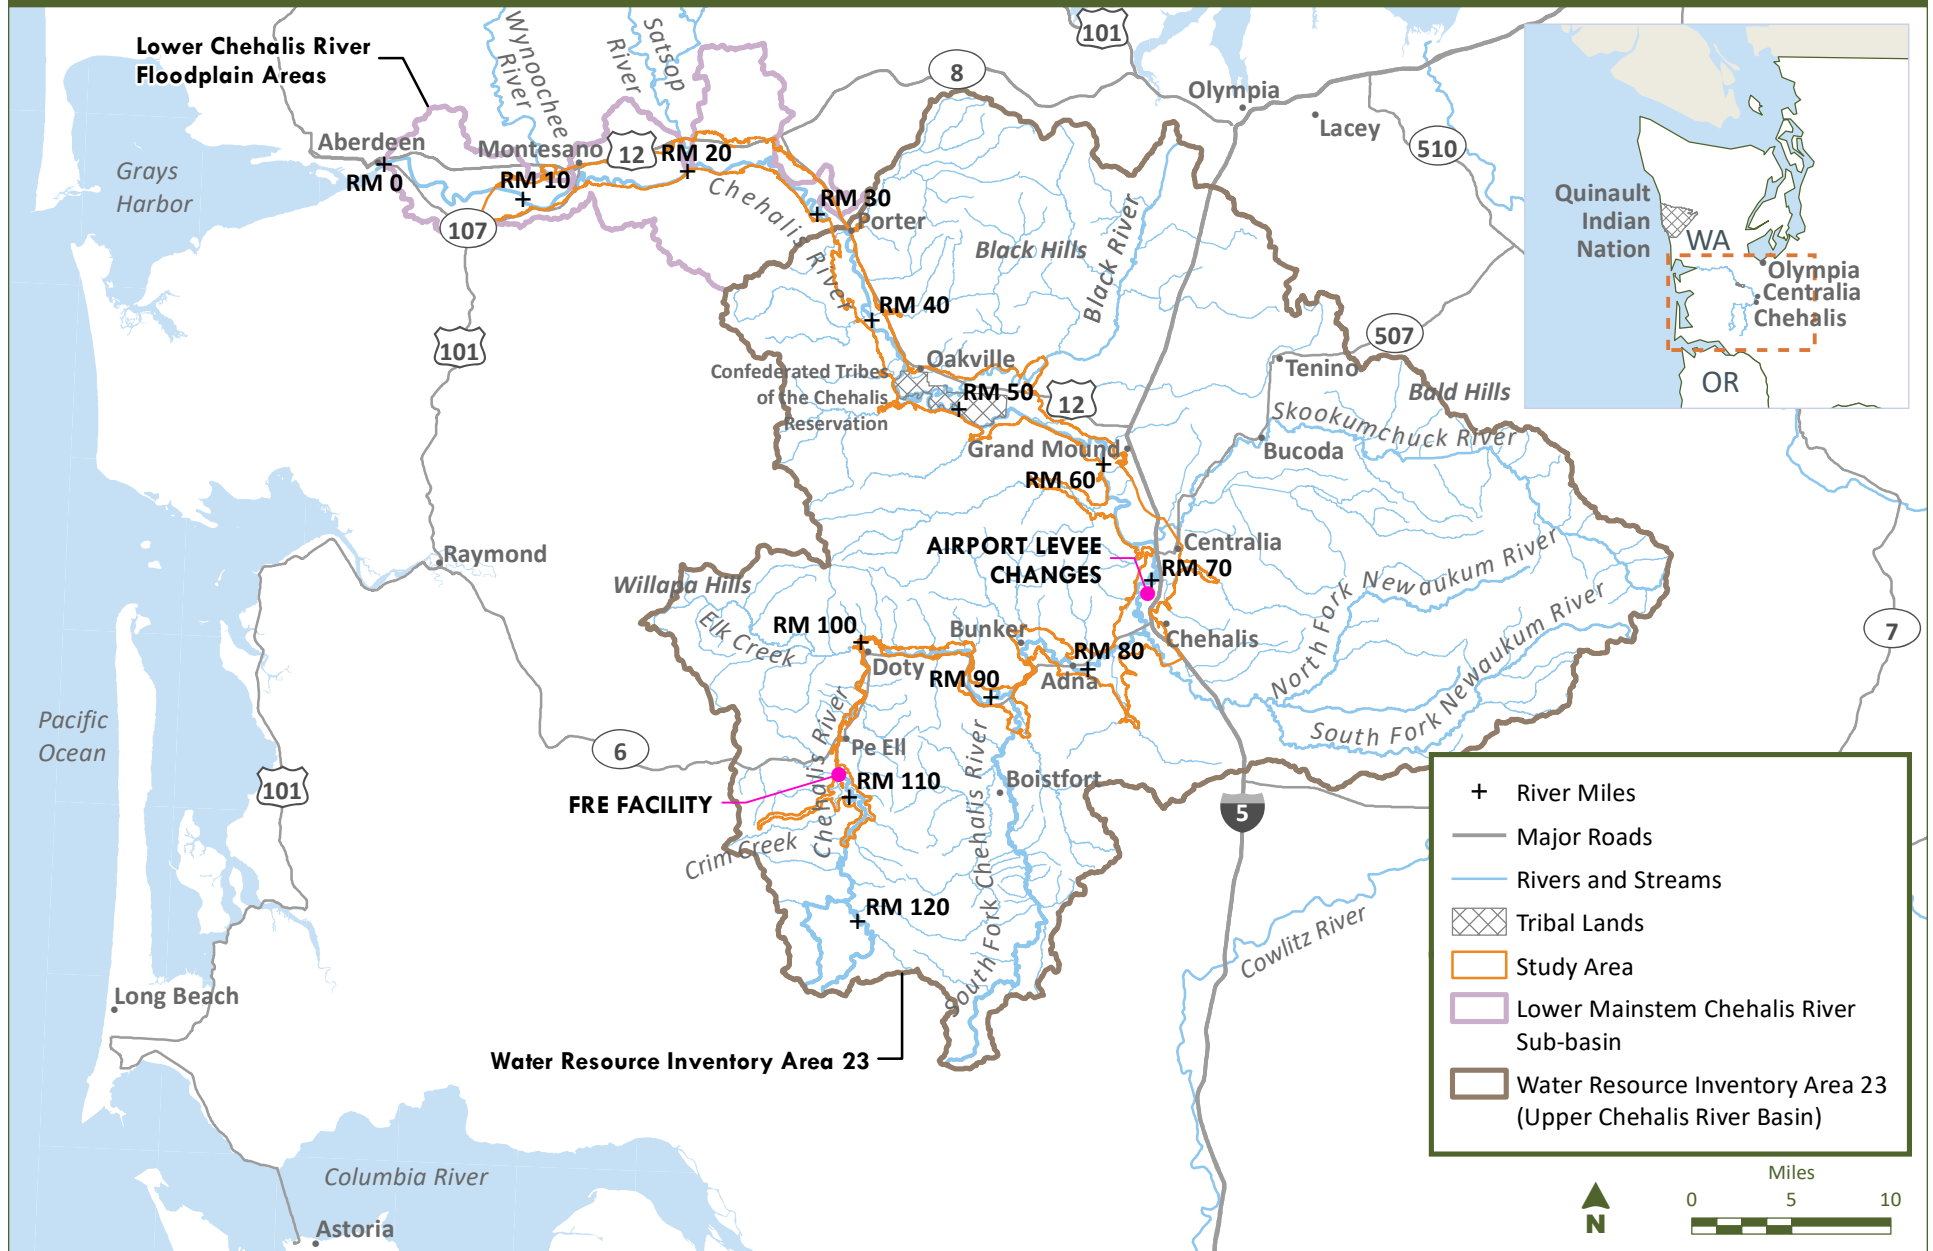 Lower Chehalis River
Floodplain Areas
Wynoochee
River
Satsop
River
101
8
Olympia
Lacey
510
Aberdeen
Montesano
12
RM 20
RM 0
RM 10
107
Grays
Harbor
Chehalis River
RM 30
Porter
Black Hills
Black River
RM 40
101
Oakville
Confederated Tribes
of the Chehalis
Reservation
RM 50
12
Grand Mound
RM 60
507
Tenino
Bald Hills
Skookumchuck River
Bucoda
Quinault
Indian
Nation
WA
Olympia
Centralia
Chehalis
OR
Raymond
AIRPORT LEVEE
CHANGES
Centralia
RM 70
Willapa Hills
Elk Creek
RM 100
Doty
Bunker
RM 90
Adna
RM 80
Chehalis
North Fork Newaukum River
South Fork Newaukum River
7
Pacific
Ocean
101
6
Chehalis River
Pe Ell
RM 110
FRE FACILITY
Crim Creek
South Fork Chehalis River
Boistfort
5
RM 120
Cowlitz River
Long Beach
Water Resource Inventory Area 23
Columbia River
Astoria
River Miles
Major Roads
Rivers and Streams
Tribal Lands
Study Area
Lower Mainstem Chehalis River
Sub-basin
Water Resource Inventory Area 23
(Upper Chehalis River Basin)
N
Miles
0 5 10